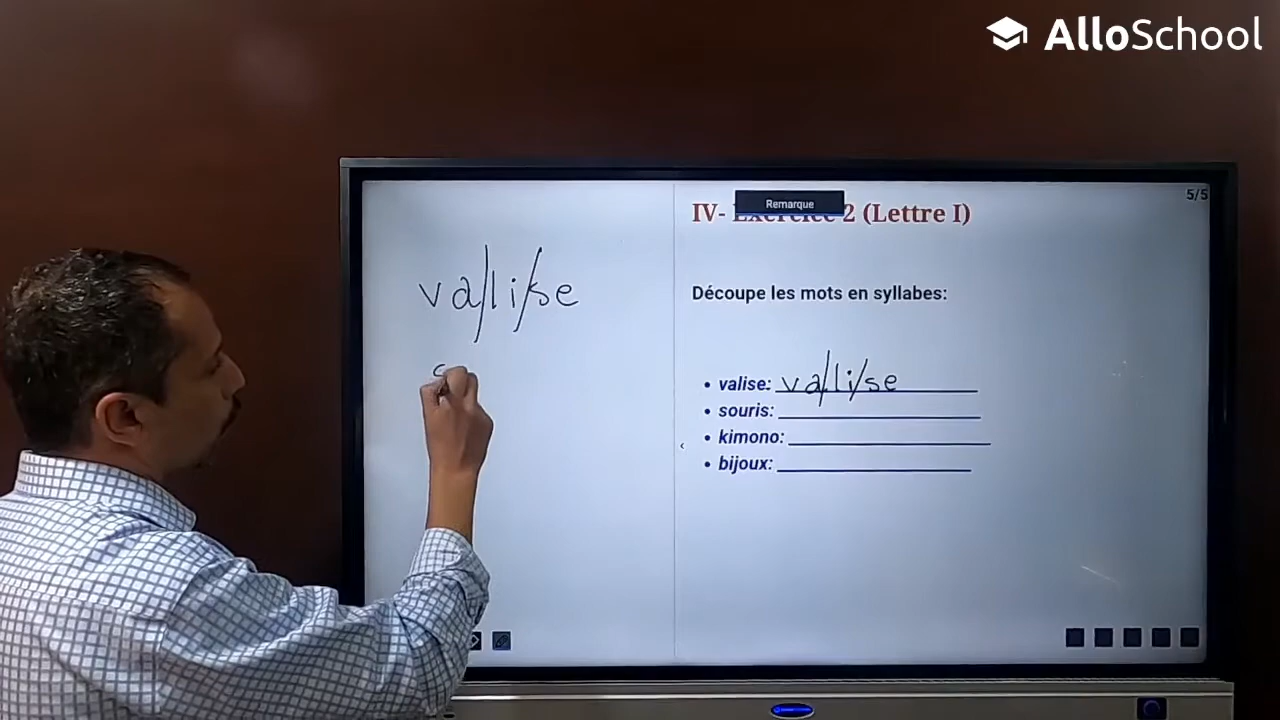 AlloSchool
5/5
Remarque
IV- Exercice 2 (Lettre I)
va/li/se
s
Découpe les mots en syllabes:
• valise: va/li/se
• souris:
• kimono:
• bijoux: